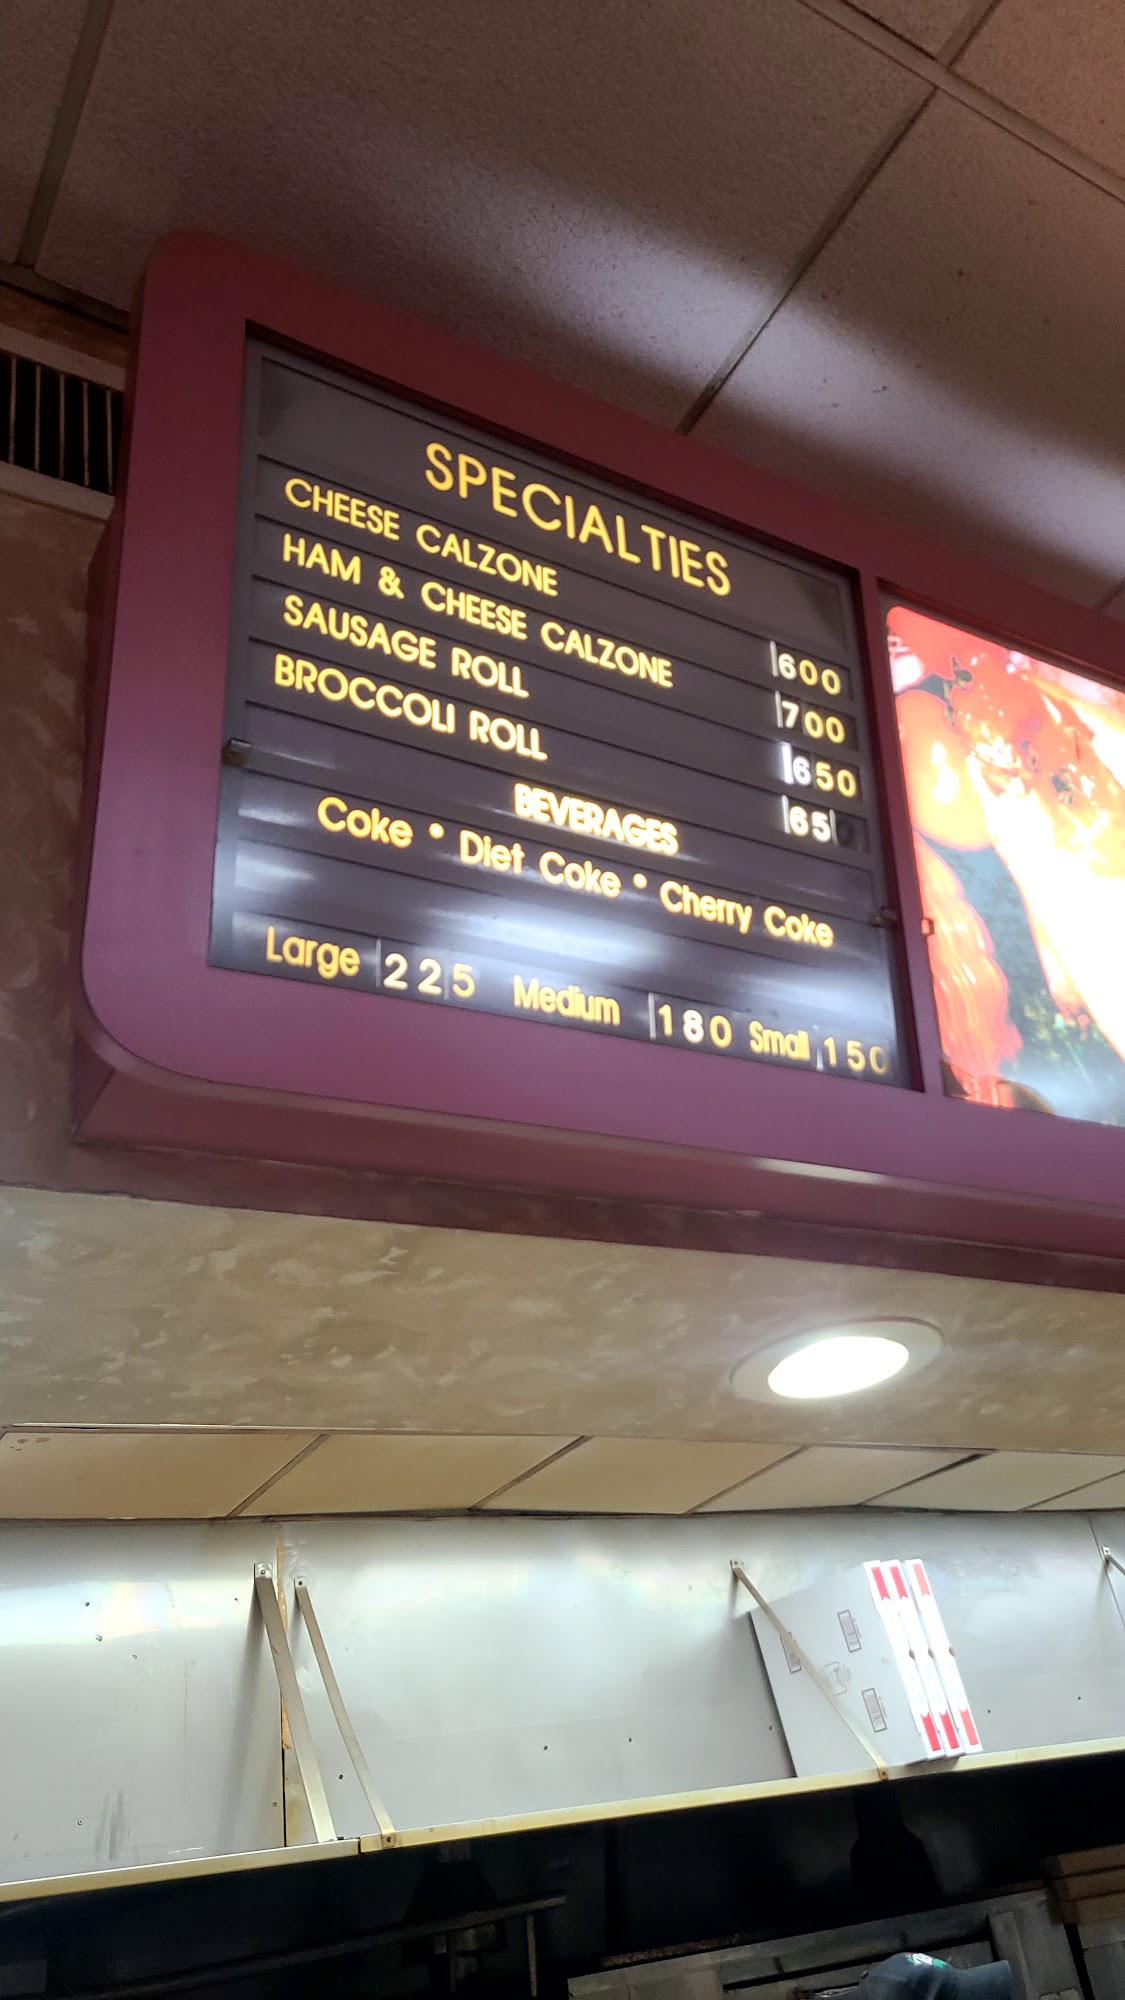 SPECIALTIES
CHEESE CALZONE 600
HAM & CHEESE CALZONE 700
SAUSAGE ROLL 650
BROCCOLI ROLL 65
BEVERAGES
Coke • Diet Coke • Cherry Coke
Large 225 Medium 180 Small 150